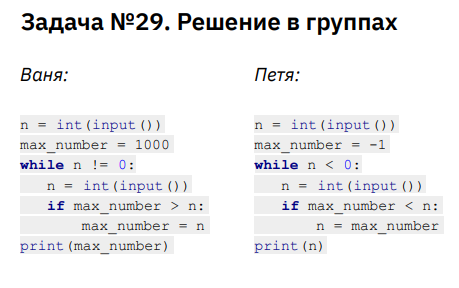 Задача №29. Решение в группах
Ваня:
n = int(input())
max_number = 1000
while n != 0:
n = int(input())
if max_number > n:
max_number = n
print(max_number)
Петя:
n = int(input())
max_number = -1
while n < 0:
n = int(input())
if max_number < n:
n = max_number
print(n)